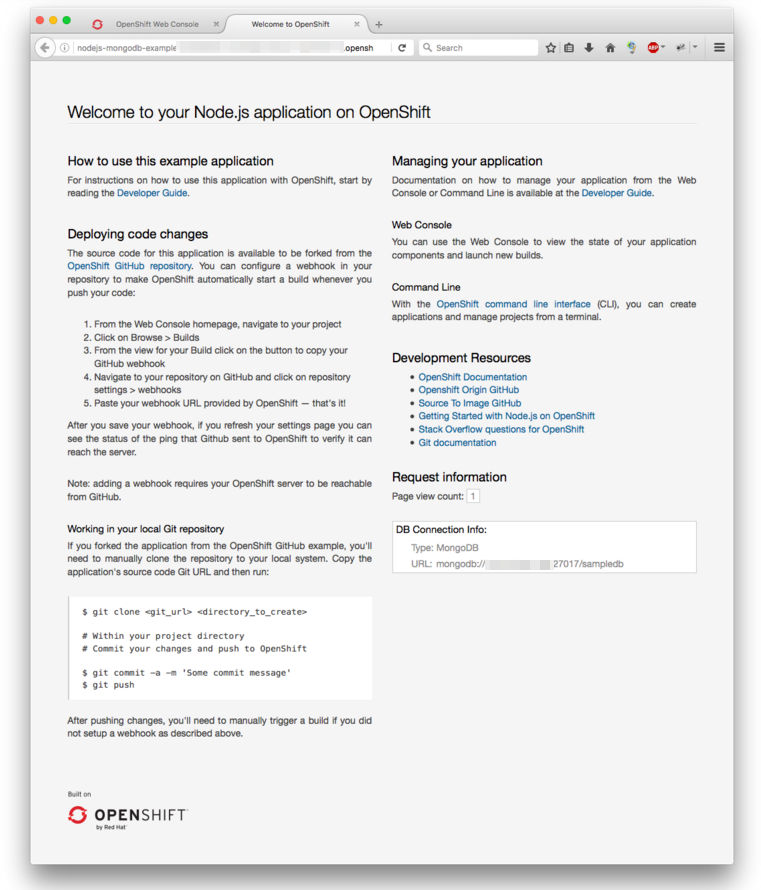 OpenShift Web Console
Welcome to OpenShift
nodejs-mongodb-example
.opensh
Search
ABP
Welcome to your Node.js application on OpenShift
How to use this example application
For instructions on how to use this application with OpenShift, start by
reading the Developer Guide.
Deploying code changes
The source code for this application is available to be forked from the
OpenShift GitHub repository. You can configure a webhook in your
repository to make OpenShift automatically start a build whenever you
push your code:
1. From the Web Console homepage, navigate to your project
2. Click on Browse > Builds
3. From the view for your Build click on the button to copy your
GitHub webhook
4. Navigate to your repository on GitHub and click on repository
settings > webhooks
5. Paste your webhook URL provided by OpenShift — that's it!
After you save your webhook, if you refresh your settings page you can
see the status of the ping that Github sent to OpenShift to verify it can
reach the server.
Note: adding a webhook requires your OpenShift server to be reachable
from GitHub.
Working in your local Git repository
If you forked the application from the OpenShift GitHub example, you'll
need to manually clone the repository to your local system. Copy the
application's source code Git URL and then run:
$ git clone <git_url> <directory_to_create>
# Within your project directory
# Commit your changes and push to OpenShift
$ git commit –a –m 'Some commit message'
$ git push
After pushing changes, you'll need to manually trigger a build if you did
not setup a webhook as described above.
Managing your application
Documentation on how to manage your application from the Web
Console or Command Line is available at the Developer Guide.
Web Console
You can use the Web Console to view the state of your application
components and launch new builds.
Command Line
With the OpenShift command line interface (CLI), you can create
applications and manage projects from a terminal.
Development Resources
• OpenShift Documentation
• Openshift Origin GitHub
• Source To Image GitHub
• Getting Started with Node.js on OpenShift
• Stack Overflow questions for OpenShift
• Git documentation
Request information
Page view count: 1
DB Connection Info:
Type: MongoDB
URL: mongodb:// 27017/sampledb
Built on
OPENSHIFT
by Red Hat